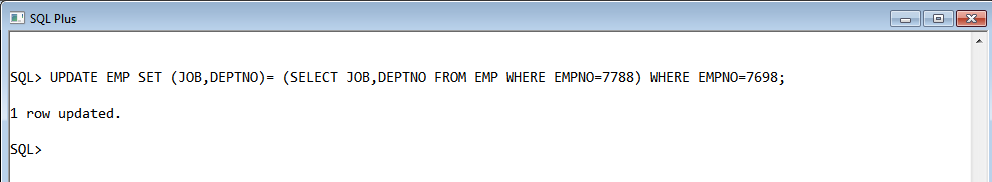 SQL Plus
SQL> UPDATE EMP SET (JOB,DEPTNO)= (SELECT JOB,DEPTNO FROM EMP WHERE EMPNO=7788) WHERE EMPNO=7698;
1 row updated.
SQL>